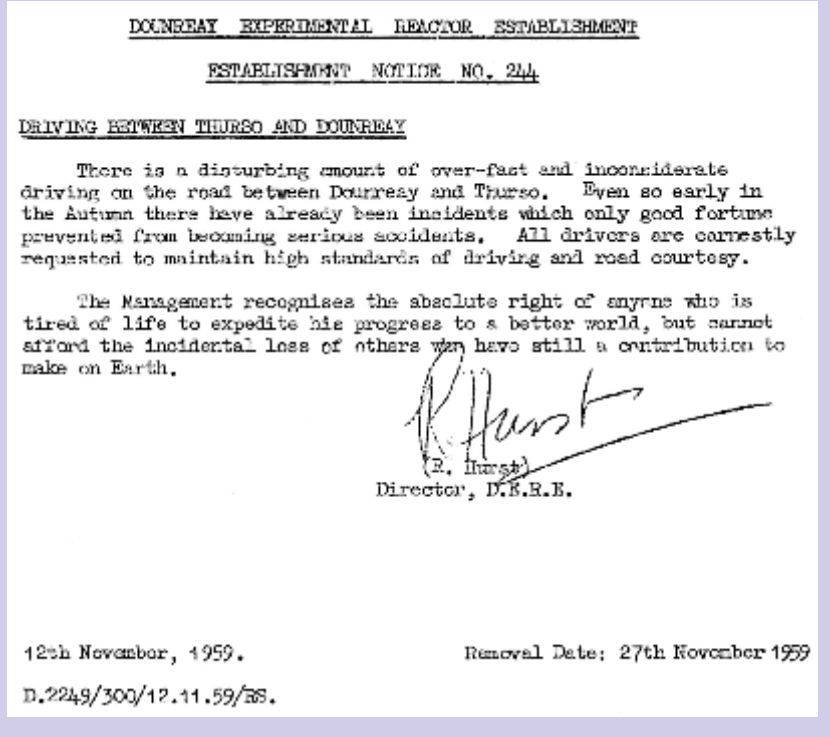 DOUNREAY EXPERIMENTAL REACTOR ESTABLISHMENT
ESTABLISHMENT NOTICE NO. 244
DRIVING BETWEEN THURSO AND DOUNREAY
There is a disturbing amount of over-fast and inconsiderate
driving on the road between Dounreay and Thurso. Even so early in
the Autumn there have already been incidents which only good fortune
prevented from becoming serious accidents. All drivers are earnestly
requested to maintain high standards of driving and road courtesy.
The Management recognises the absolute right of anyone who is
tired of life to expedite his progress to a better world, but cannot
afford the incidental loss of others who have still a contribution to
make on Earth.
R. Hurst
(R. Hurst)
Director, D.E.R.E.
12th November, 1959.
Removal Date: 27th November 1959
D.2249/300/12.11.59/RS.